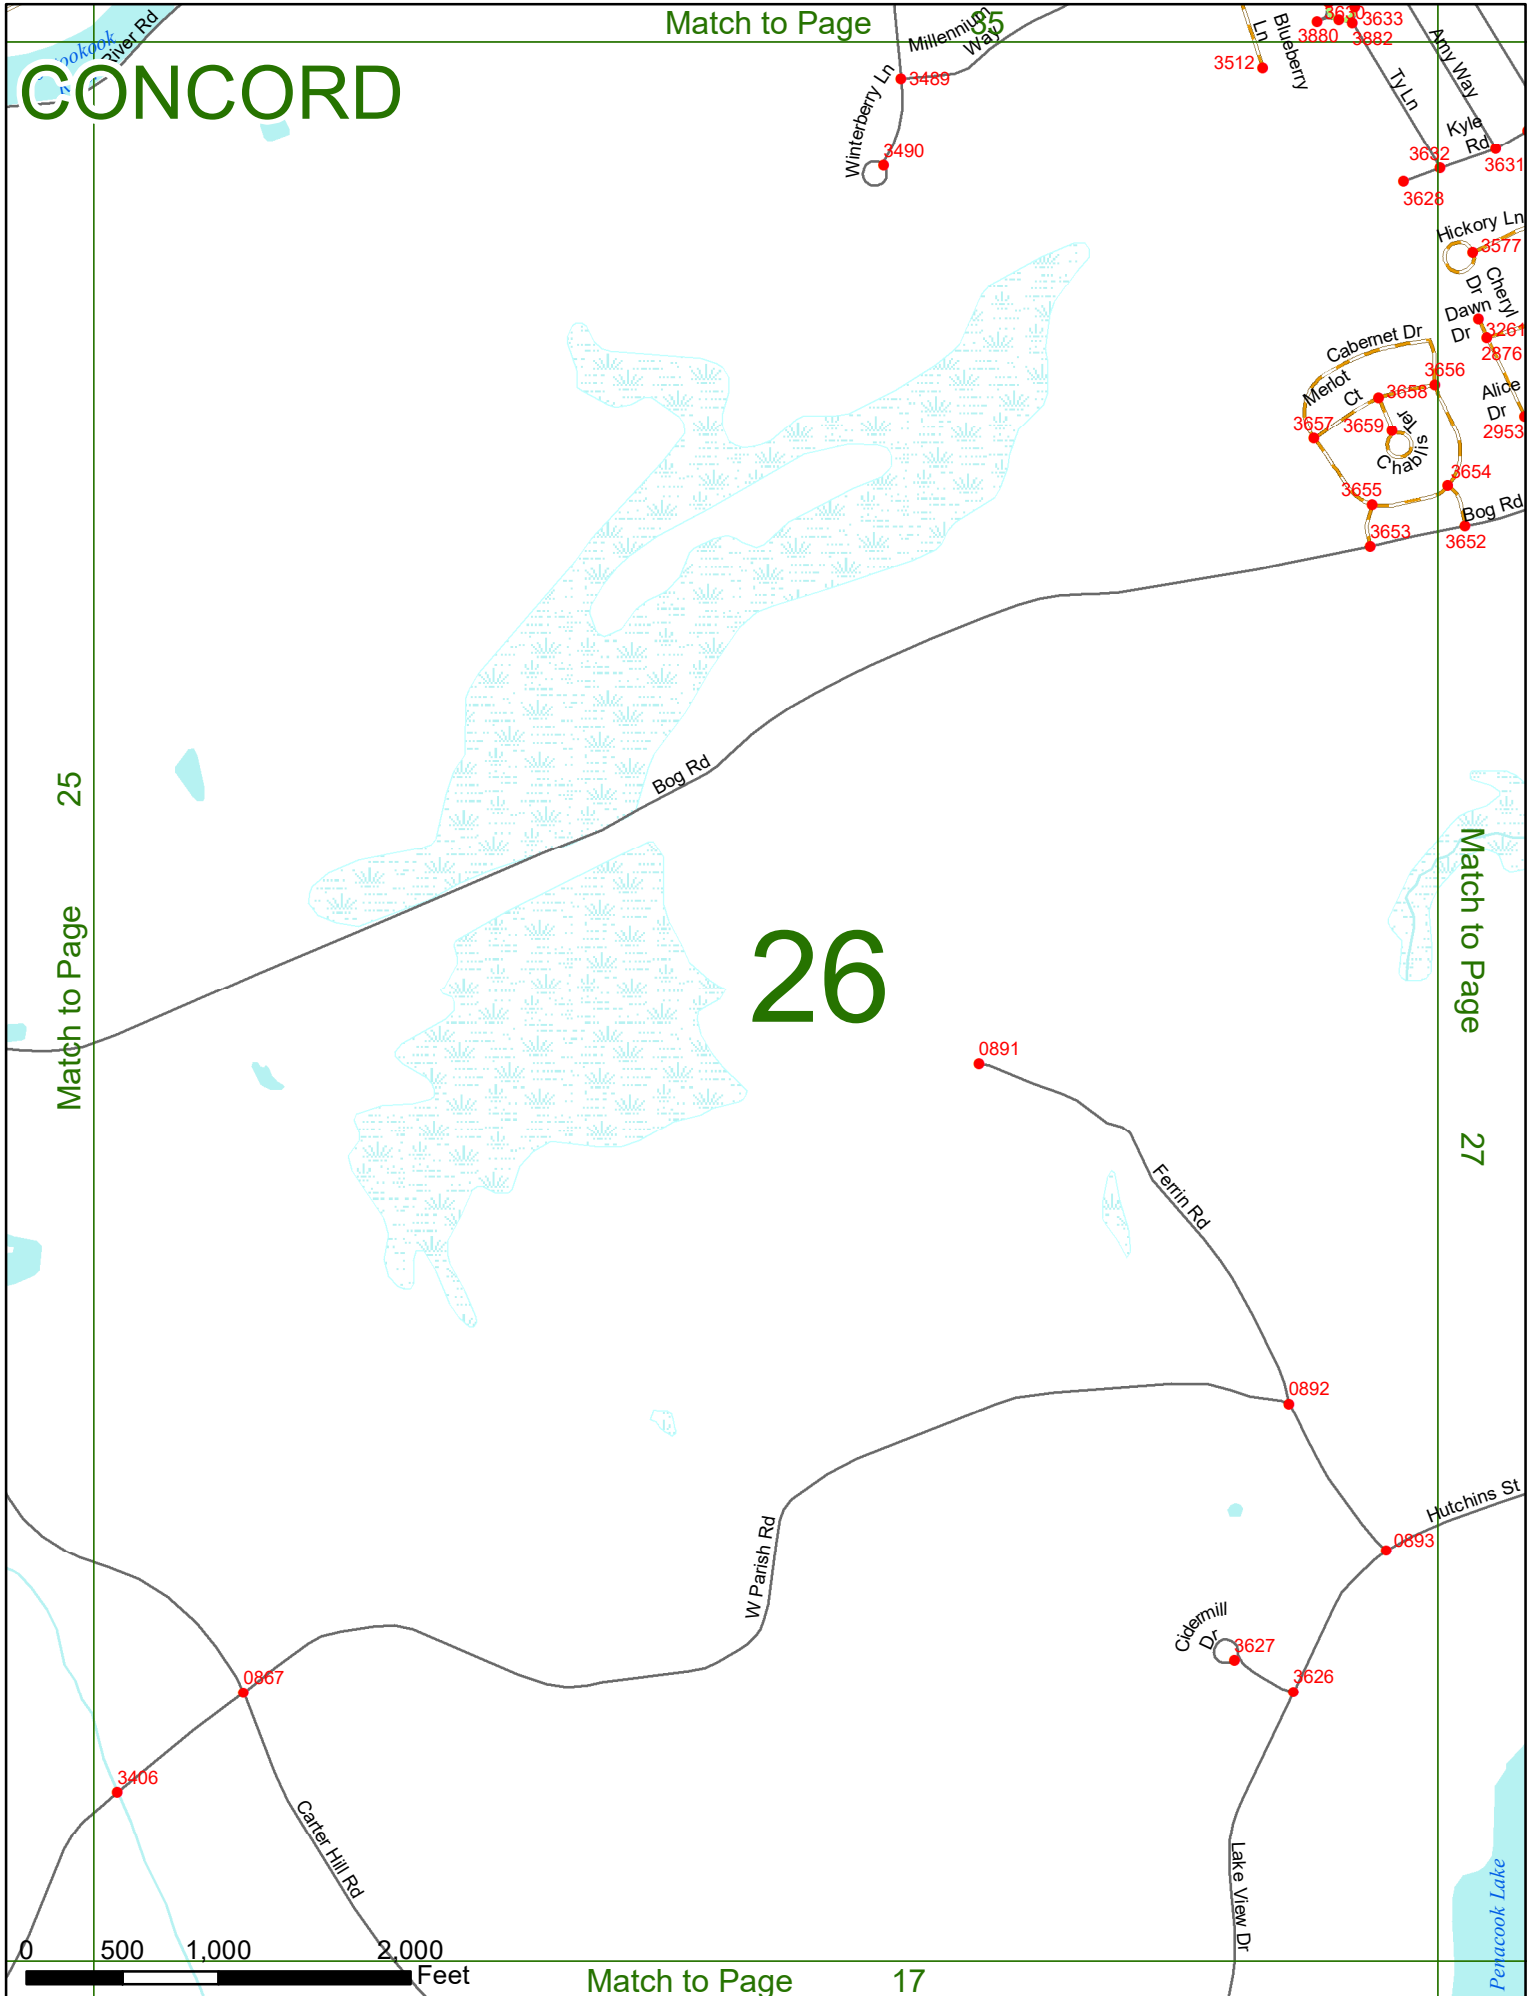 Match to Page 35
CONCORD
ookook
River Rd
Millennium
Way
Winterberry Ln
3489
3490
3512
Blueberry
Ln
3630
3633
3880
3882
Amy Way
Ty Ln
Kyle
Rd
3632
3631
3628
Hickory Ln
3577
Cheryl
Dr
Dawn
Dr
3261
2876
Cabernet Dr
3656
Merlot
Ct
3658
Alice
Dr
2953
3657
3659
Chablis
Ter
3654
3655
Bog Rd
3653
3652
Bog Rd
Match to Page 25
Match to Page 27
26
0891
Ferrin Rd
0892
Hutchins St
0893
W Parish Rd
Cidermill
Dr
3627
3626
0867
3406
Carter Hill Rd
Lake View Dr
Penacook Lake
0 500 1,000 2,000
Feet
Match to Page 17